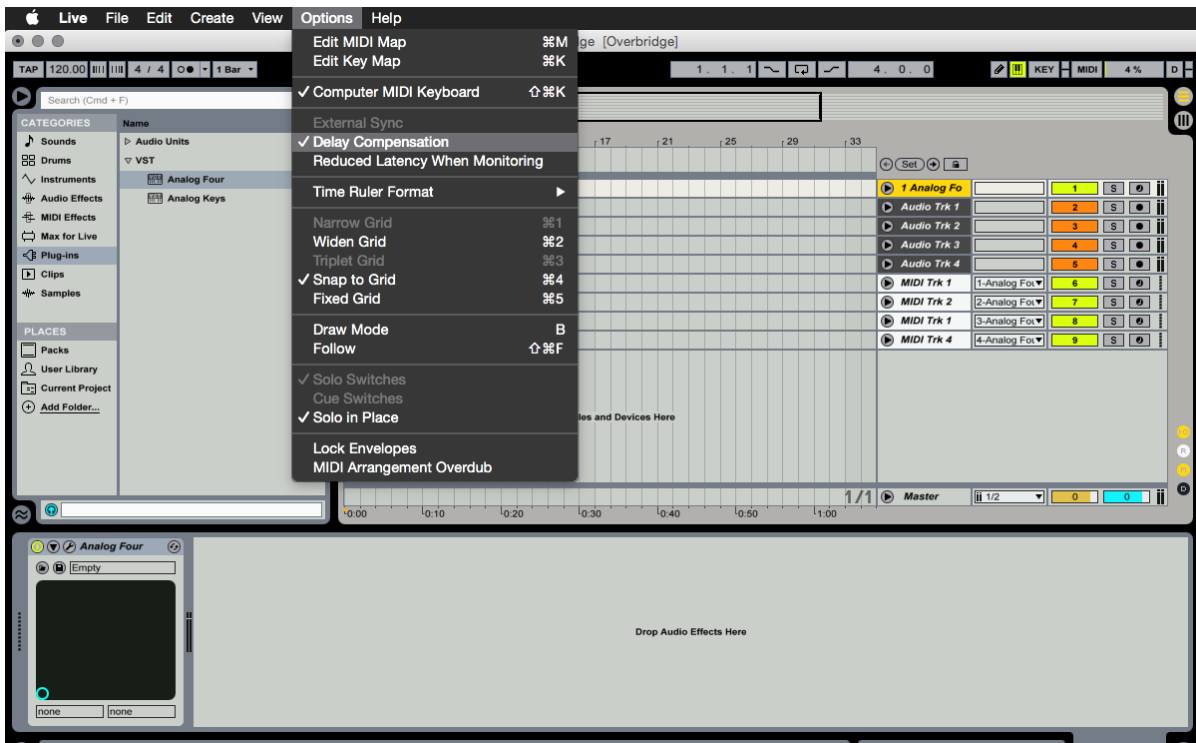 Live File Edit Create View Options Help
ge [Overbridge]
TAP 120.00 4 / 4 1 Bar 1. 1. 1 4. 0. 0 KEY MIDI 4 % D
Search (Cmd + F)
CATEGORIES
Sounds
Drums
Instruments
Audio Effects
MIDI Effects
Max for Live
Plug-ins
Clips
Samples
PLACES
Packs
User Library
Current Project
Add Folder...
Name
Audio Units
VST
Analog Four
Analog Keys
Edit MIDI Map ⌘M
Edit Key Map ⌘K
✓ Computer MIDI Keyboard ⇧⌘K
External Sync
✓ Delay Compensation
Reduced Latency When Monitoring
Time Ruler Format ▶
Narrow Grid ⌘1
Widen Grid ⌘2
Triplet Grid ⌘3
✓ Snap to Grid ⌘4
Fixed Grid ⌘5
Draw Mode B
Follow ⇧⌘F
✓ Solo Switches
Cue Switches
✓ Solo in Place
Lock Envelopes
MIDI Arrangement Overdub
17 21 25 29 33
Set
1 Analog Fo 1 S
Audio Trk 1 2 S
Audio Trk 2 3 S
Audio Trk 3 4 S
Audio Trk 4 5 S
MIDI Trk 1 1-Analog Fou 6 S
MIDI Trk 2 2-Analog Fou 7 S
MIDI Trk 1 3-Analog Fou 8 S
MIDI Trk 4 4-Analog Fou 9 S
les and Devices Here
R
D
1/1 Master 1/2 0 0
0:00 0:10 0:20 0:30 0:40 0:50 1:00
Analog Four
Empty
none none
Drop Audio Effects Here